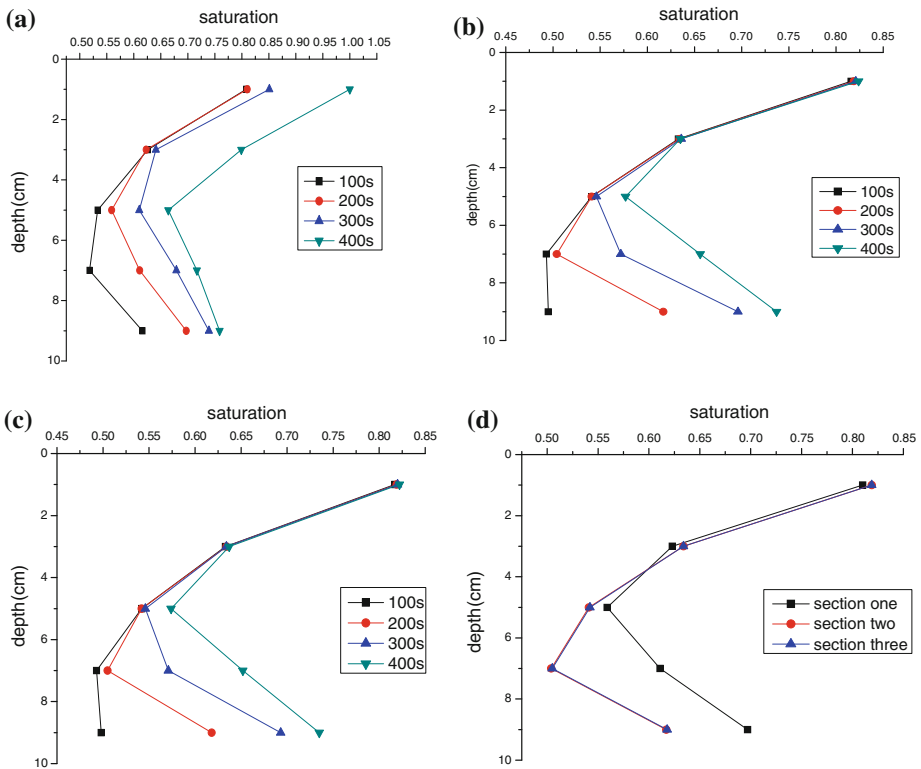 (a)
saturation
0.50 0.55 0.60 0.65 0.70 0.75 0.80 0.85 0.90 0.95 1.00 1.05
0
2
4
6
8
10
depth(cm)
100s
200s
300s
400s
(b)
saturation
0.45 0.50 0.55 0.60 0.65 0.70 0.75 0.80 0.85
0
2
4
6
8
10
depth(cm)
100s
200s
300s
400s
(c)
saturation
0.45 0.50 0.55 0.60 0.65 0.70 0.75 0.80 0.85
0
2
4
6
8
10
depth(cm)
100s
200s
300s
400s
(d)
saturation
0.50 0.55 0.60 0.65 0.70 0.75 0.80 0.85
0
2
4
6
8
10
depth(cm)
section one
section two
section three